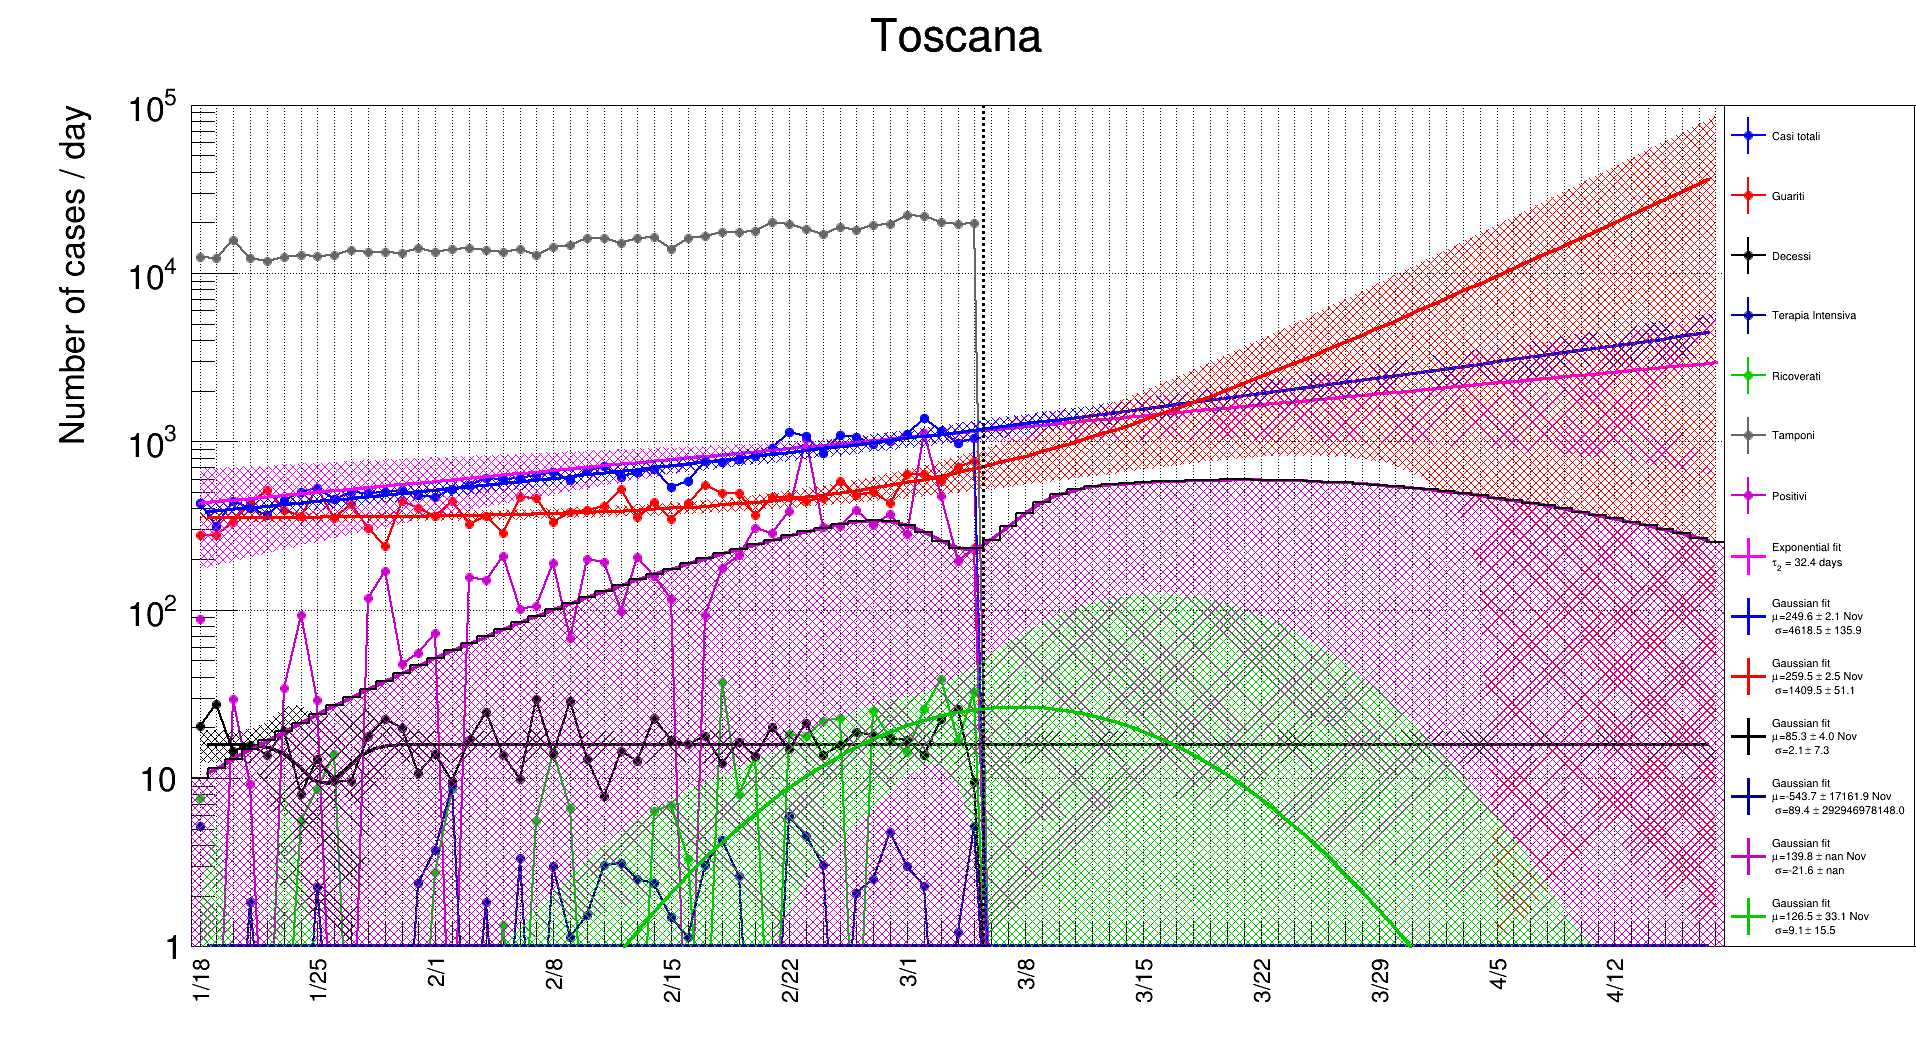 Toscana
Number of cases / day
10^5
10^4
10^3
10^2
10
1
1/18
1/25
2/1
2/8
2/15
2/22
3/1
3/8
3/15
3/22
3/29
4/5
4/12
Casi totali
Guariti
Decessi
Terapia Intensiva
Ricoverati
Tamponi
Positivi
Exponential fit
τ_2 = 32.4 days
Gaussian fit
μ=249.6 ± 2.1 Nov
σ=4618.5 ± 135.9
Gaussian fit
μ=259.5 ± 2.5 Nov
σ=1409.5 ± 51.1
Gaussian fit
μ=85.3 ± 4.0 Nov
σ=2.1 ± 7.3
Gaussian fit
μ=-543.7 ± 17161.9 Nov
σ=89.4 ± 292946978148.0
Gaussian fit
μ=139.8 ± nan Nov
σ=-21.6 ± nan
Gaussian fit
μ=126.5 ± 33.1 Nov
σ=9.1 ± 15.5